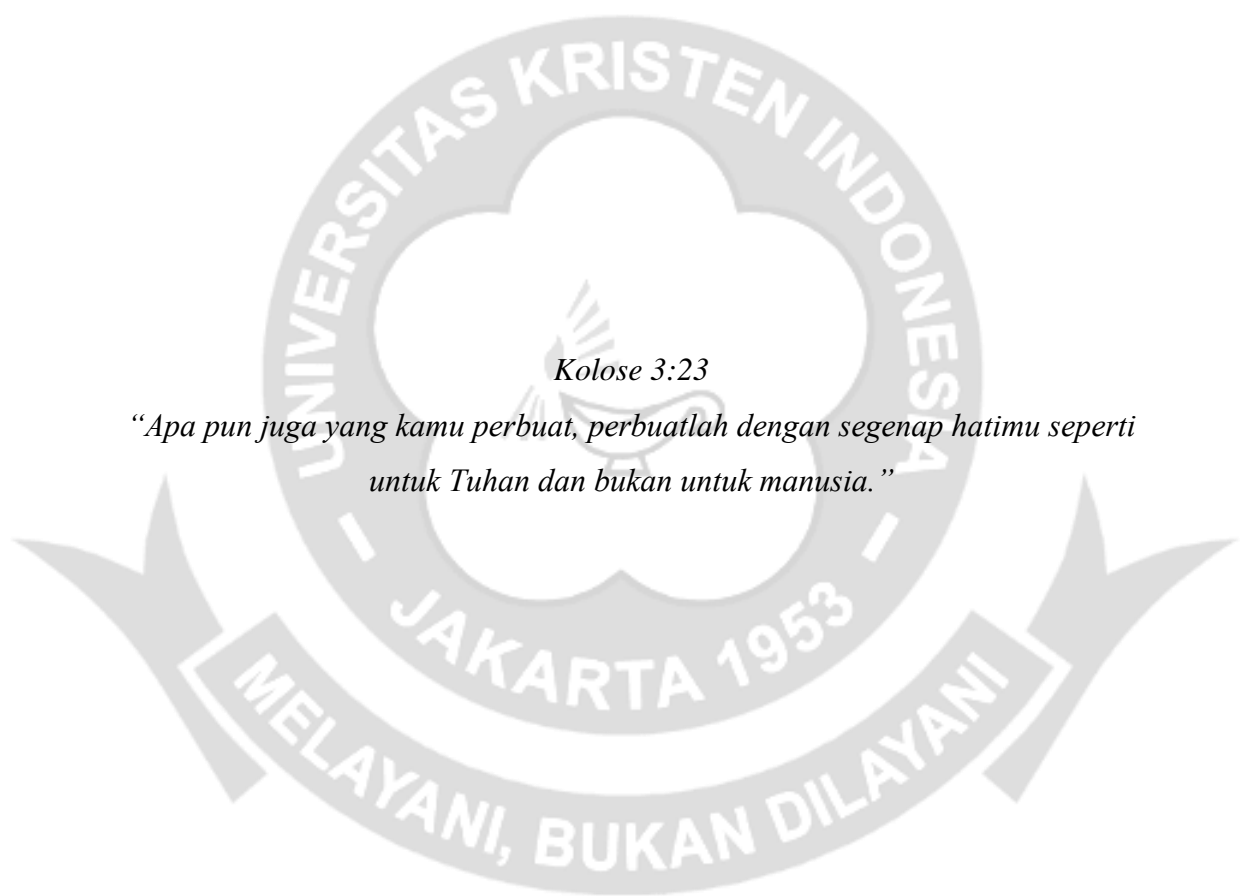 UNIVERSITAS KRISTEN INDONESIA
Kolose 3:23
“Apa pun juga yang kamu perbuat, perbuatlah dengan segenap hatimu seperti
untuk Tuhan dan bukan untuk manusia.”
JAKARTA 1953
MELAYANI, BUKAN DILAYANI